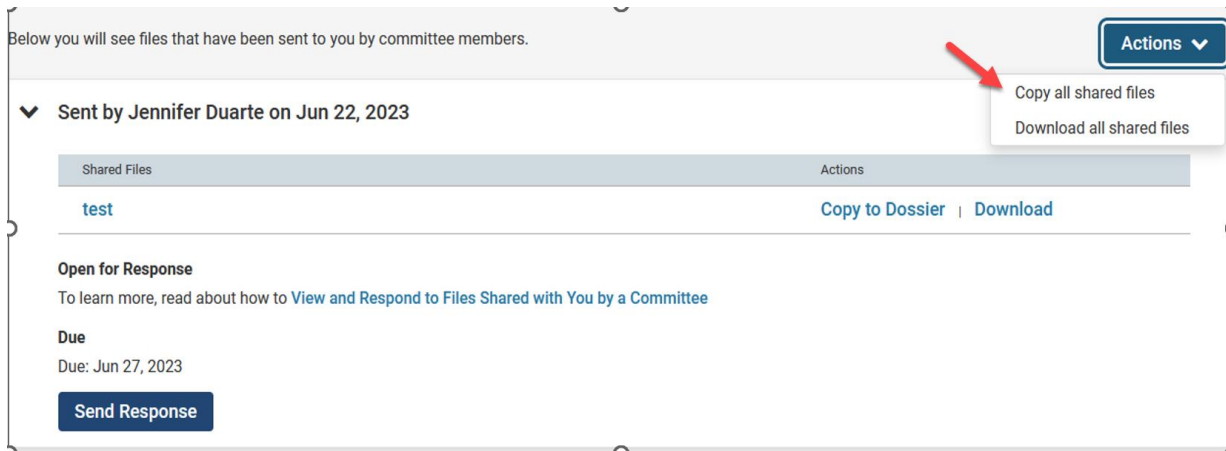 Below you will see files that have been sent to you by committee members.
Actions
Copy all shared files
Download all shared files
Sent by Jennifer Duarte on Jun 22, 2023
Shared Files
Actions
test
Copy to Dossier | Download
Open for Response
To learn more, read about how to View and Respond to Files Shared with You by a Committee
Due
Due: Jun 27, 2023
Send Response